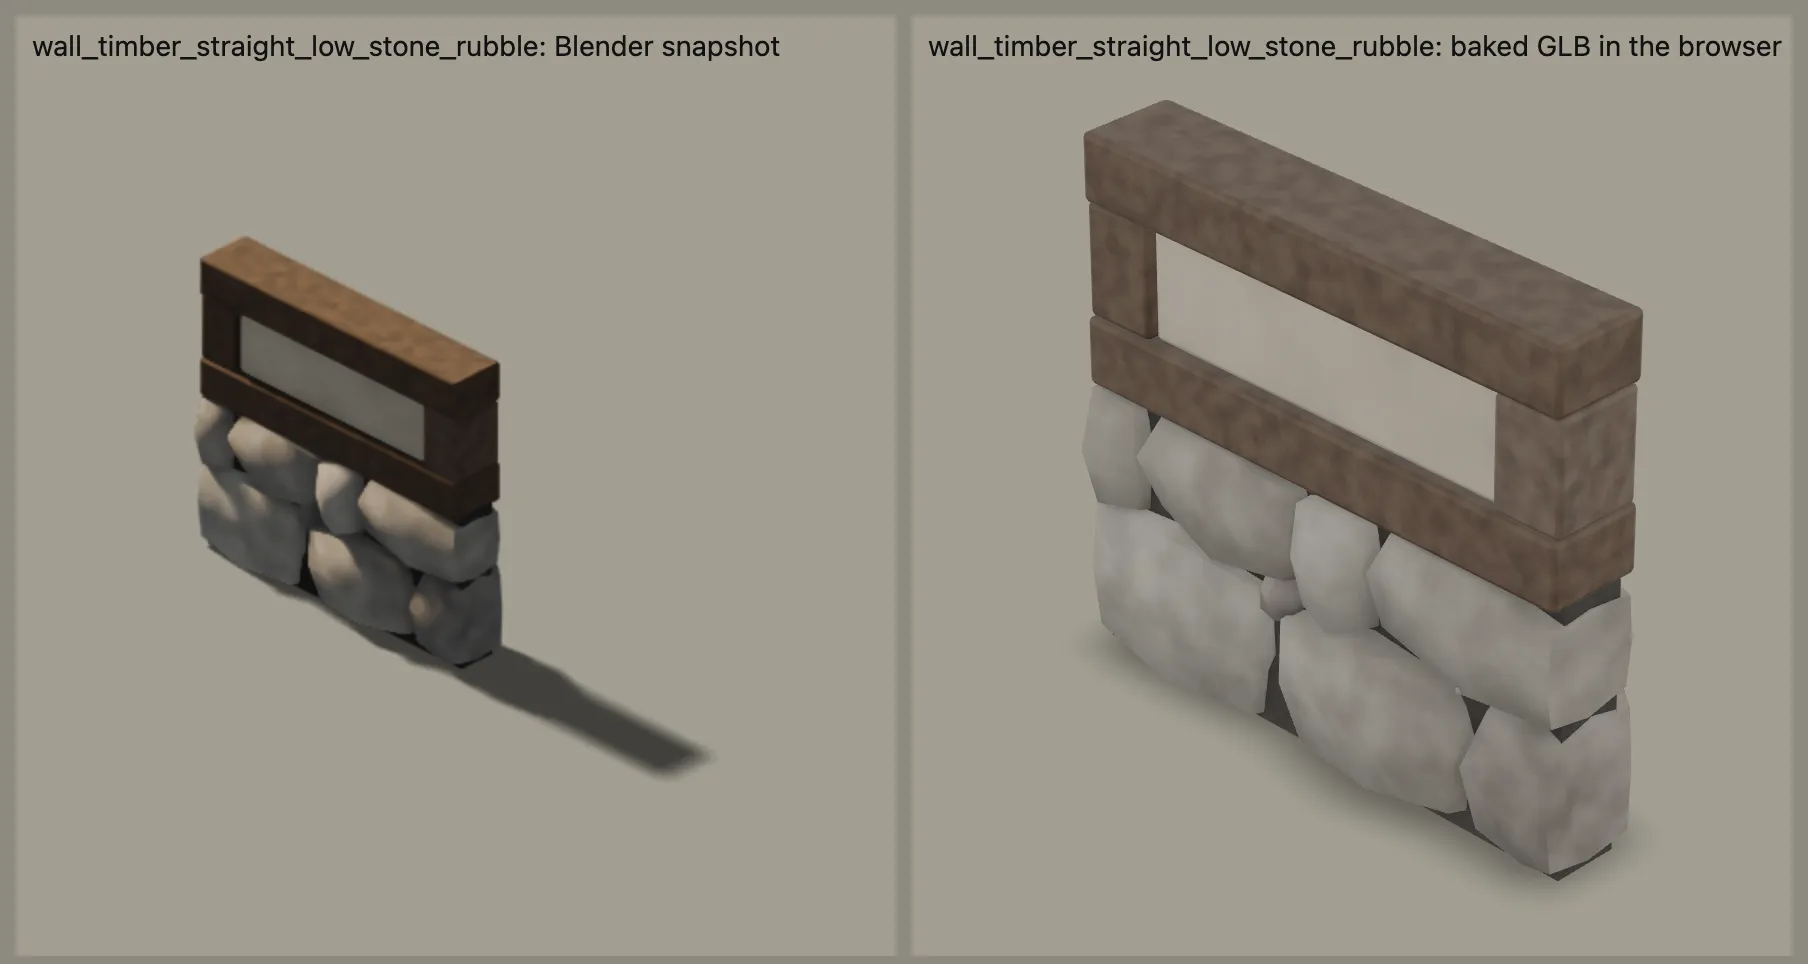 wall_timber_straight_low_stone_rubble: Blender snapshot
wall_timber_straight_low_stone_rubble: baked GLB in the browser